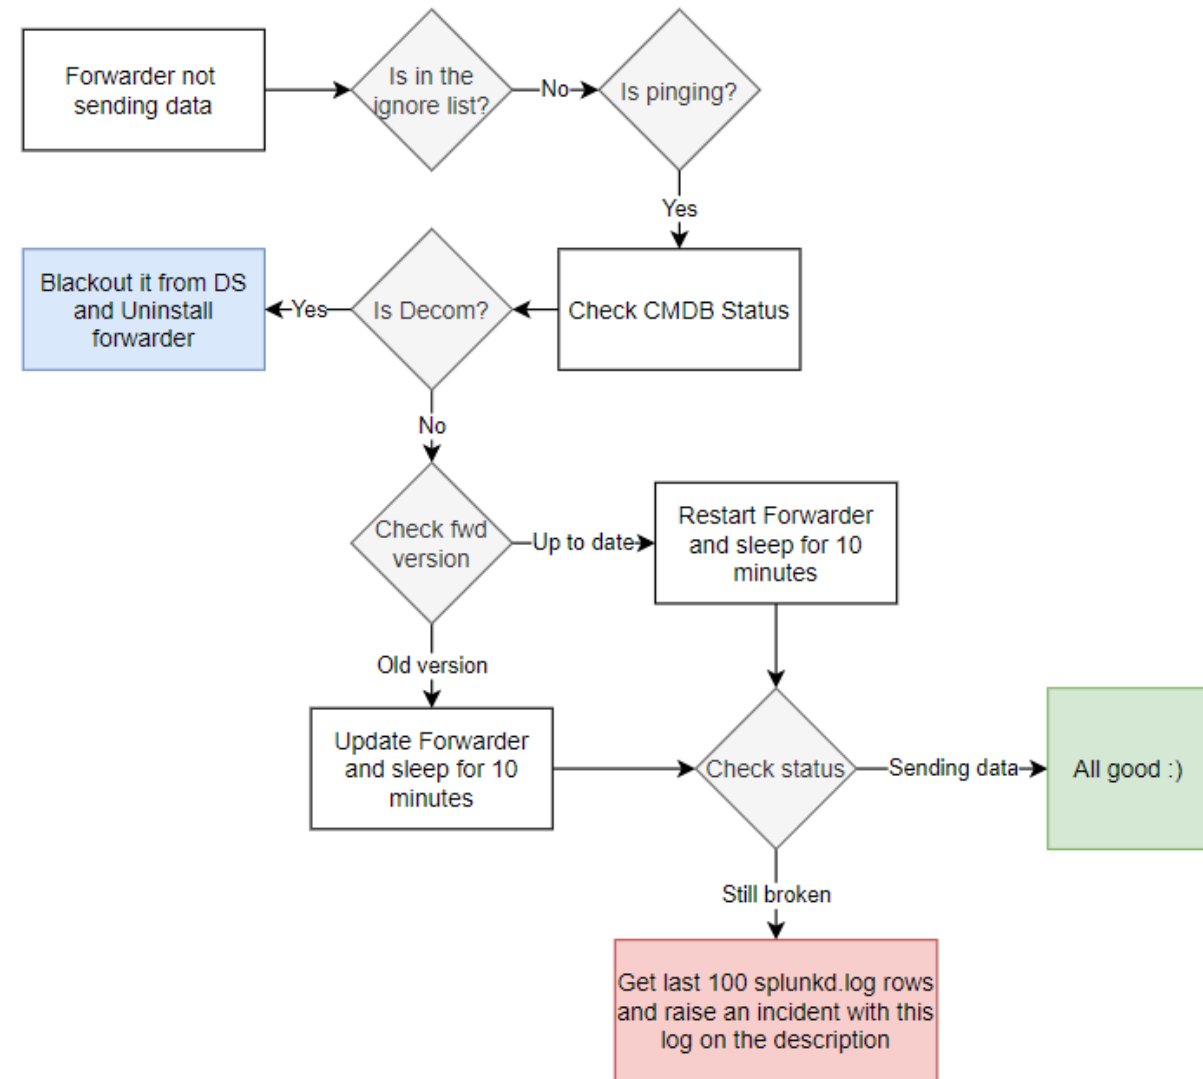 Forwarder not
sending data
Is in the
ignore list?
No
Is pinging?
Yes
Blackout it from DS
and Uninstall
forwarder
Yes
Is Decom?
Check CMDB Status
No
Check fwd
version
Up to date
Restart Forwarder
and sleep for 10
minutes
Old version
Update Forwarder
and sleep for 10
minutes
Check status
Sending data
All good :)
Still broken
Get last 100 splunkd.log rows
and raise an incident with this
log on the description